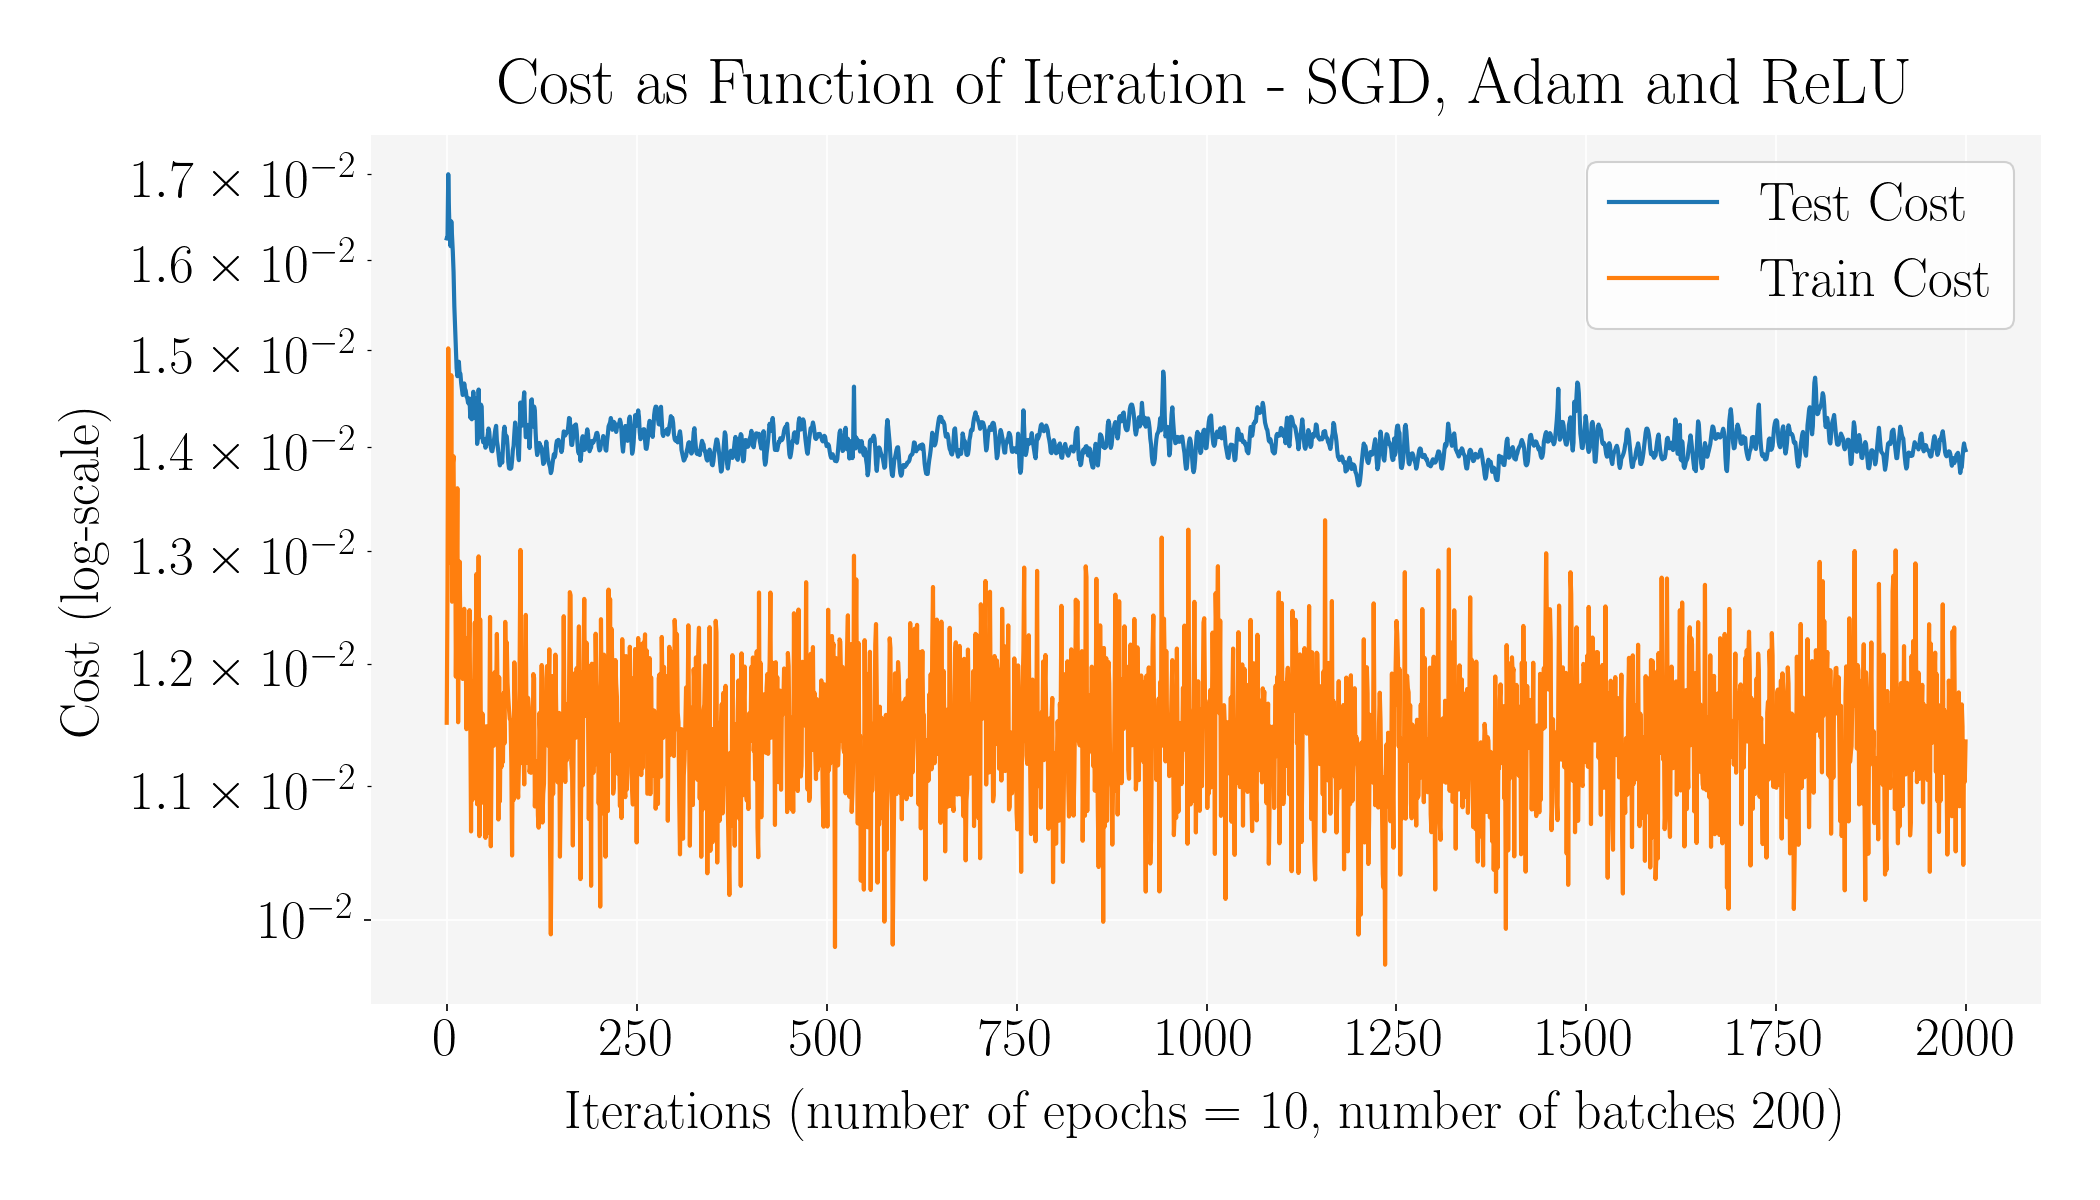 Cost as Function of Iteration - SGD, Adam and ReLU
Test Cost
Train Cost
Cost (log-scale)
1.7 × 10⁻²
1.6 × 10⁻²
1.5 × 10⁻²
1.4 × 10⁻²
1.3 × 10⁻²
1.2 × 10⁻²
1.1 × 10⁻²
10⁻²
0 250 500 750 1000 1250 1500 1750 2000
Iterations (number of epochs = 10, number of batches 200)